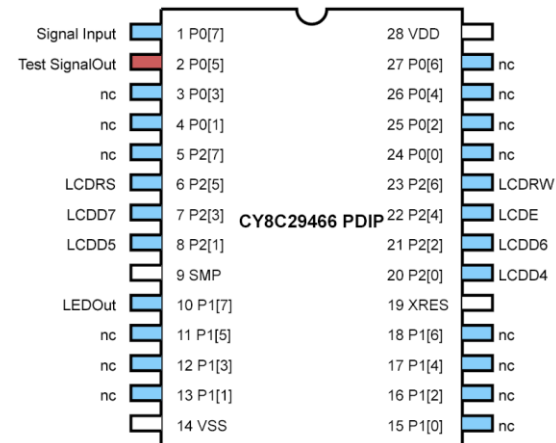 Signal Input 1 P0[7] 28 VDD
Test SignalOut 2 P0[5] 27 P0[6] nc
nc 3 P0[3] 26 P0[4] nc
nc 4 P0[1] 25 P0[2] nc
nc 5 P2[7] 24 P0[0] nc
LCDRS 6 P2[5] 23 P2[6] LCDRW
LCDD7 7 P2[3] CY8C29466 PDIP 22 P2[4] LCDE
LCDD5 8 P2[1] 21 P2[2] LCDD6
9 SMP 20 P2[0] LCDD4
LEDOut 10 P1[7] 19 XRES
nc 11 P1[5] 18 P1[6] nc
nc 12 P1[3] 17 P1[4] nc
nc 13 P1[1] 16 P1[2] nc
14 VSS 15 P1[0] nc